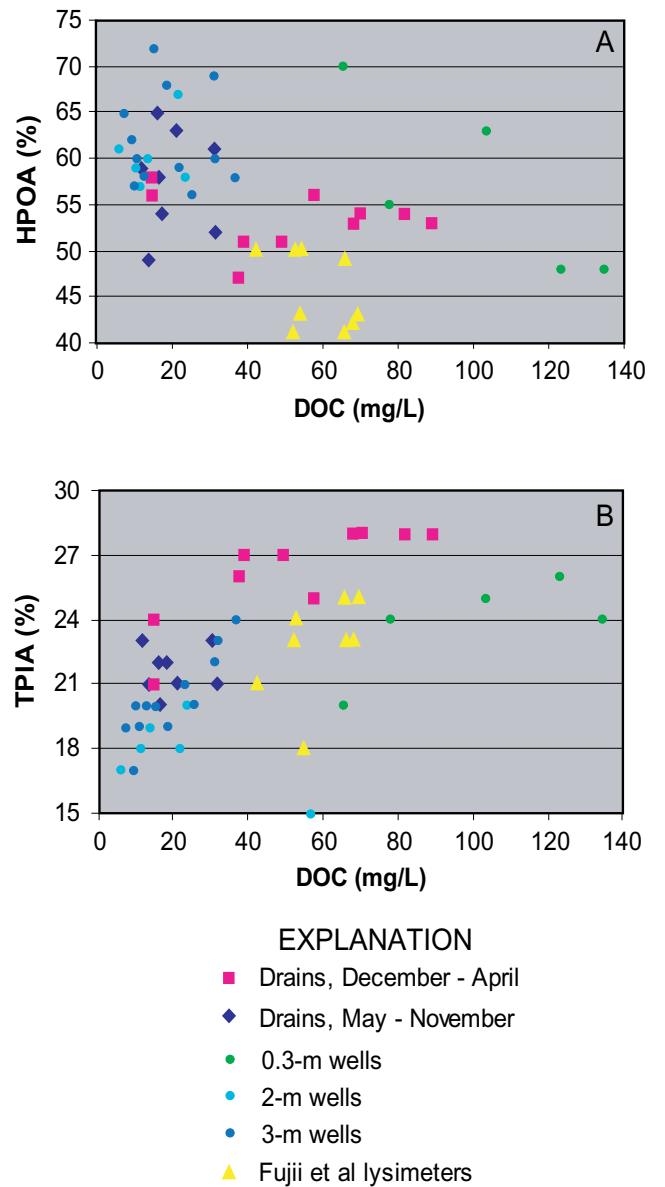 75
70
65
60
55
50
45
40
HPOA (%)
A
0 20 40 60 80 100 120 140
DOC (mg/L)
30
27
24
21
18
15
TPIA (%)
B
0 20 40 60 80 100 120 140
DOC (mg/L)
EXPLANATION
Drains, December - April
Drains, May - November
0.3-m wells
2-m wells
3-m wells
Fujii et al lysimeters